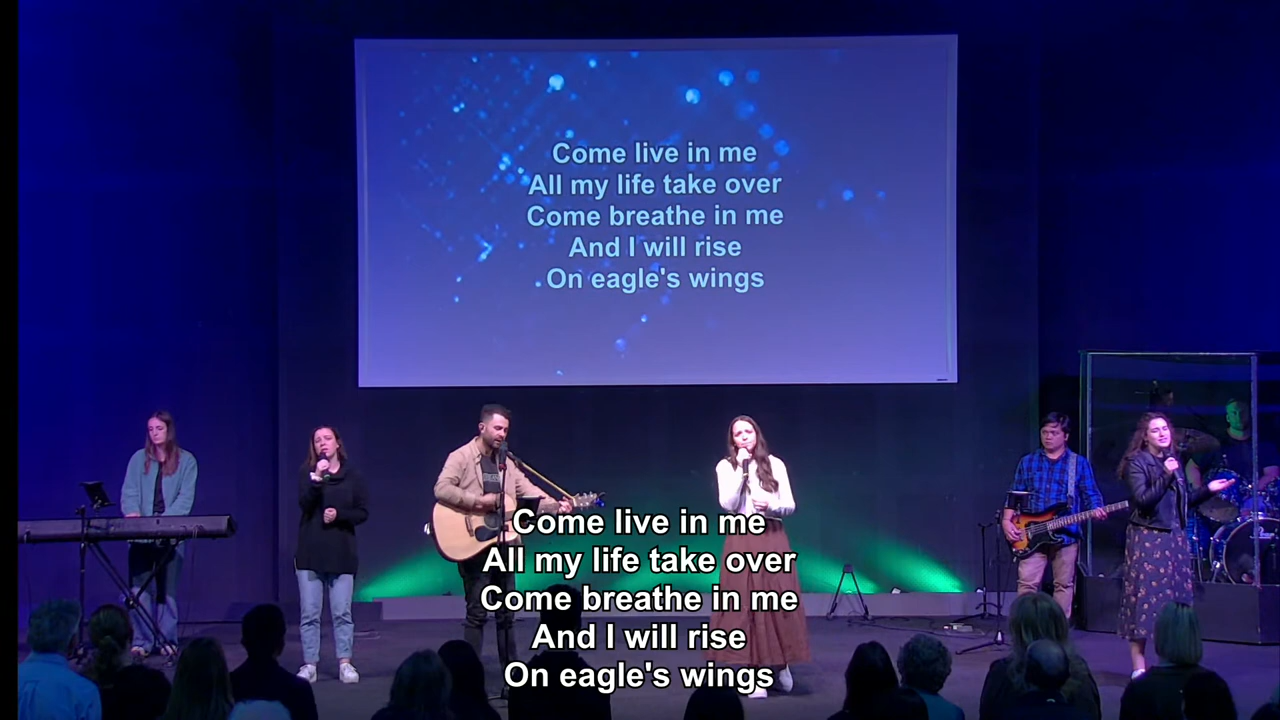 Come live in me
All my life take over
Come breathe in me
And I will rise
On eagle's wings
Come live in me
All my life take over
Come breathe in me
And I will rise
On eagle's wings